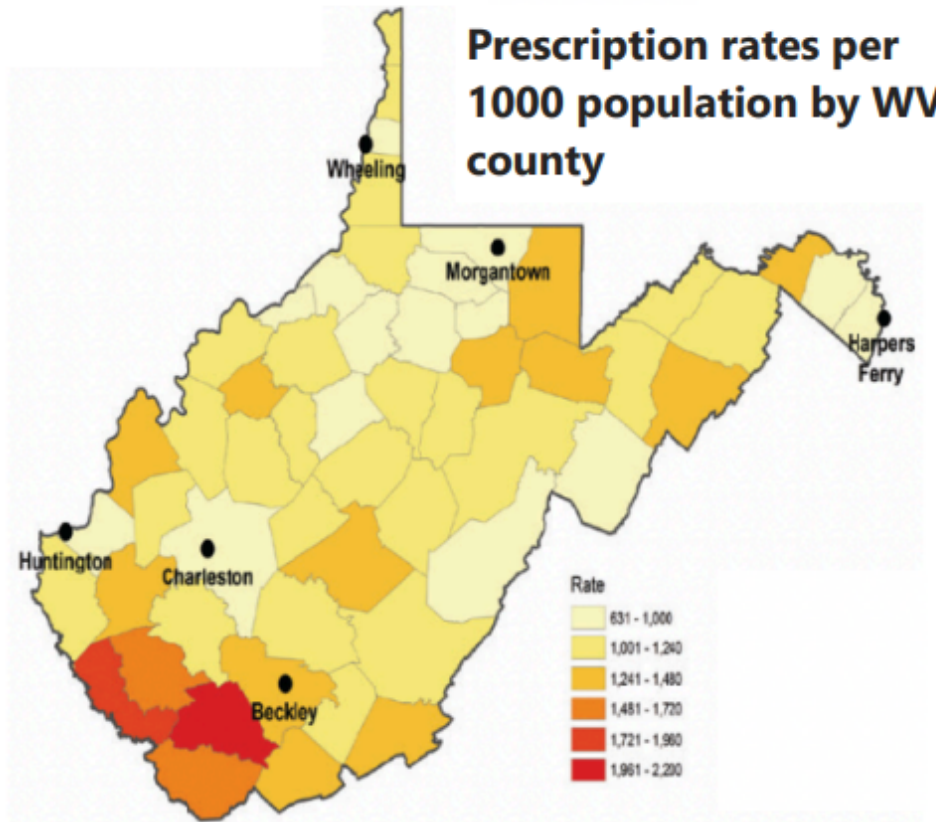 Prescription rates per
1000 population by WV
county
Wheeling
Morgantown
Harpers
Ferry
Huntington
Charleston
Beckley
Rate
631 - 1,000
1,001 - 1,240
1,241 - 1,480
1,481 - 1,720
1,721 - 1,960
1,961 - 2,200